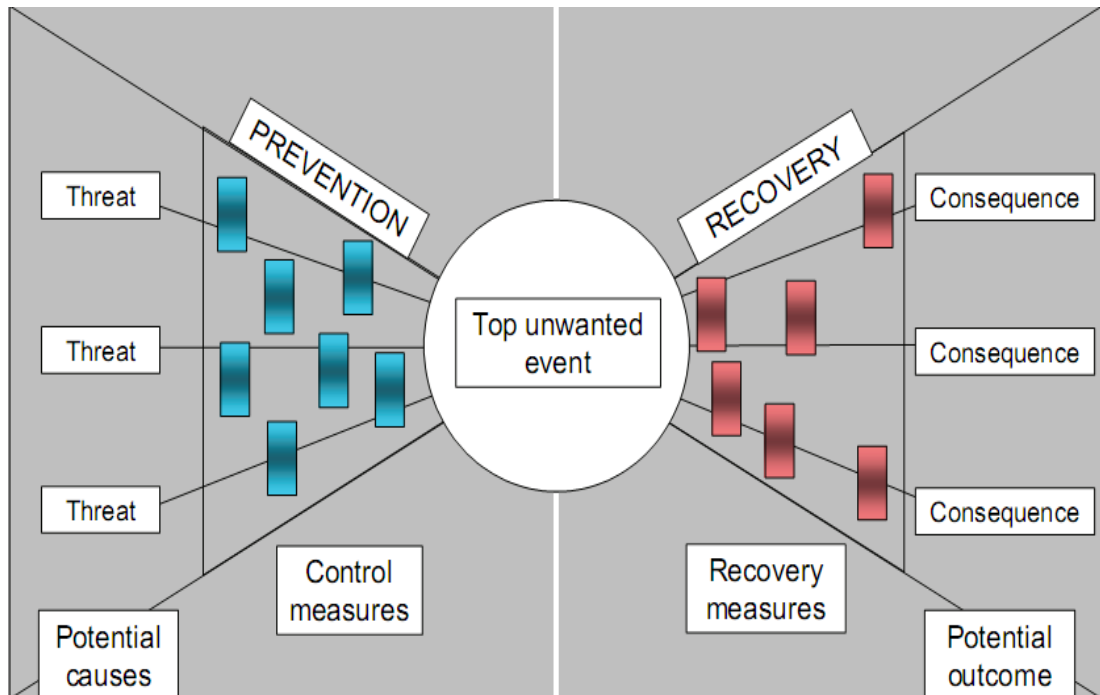 PREVENTION
RECOVERY
Threat
Consequence
Top unwanted
event
Threat
Consequence
Threat
Consequence
Control
measures
Recovery
measures
Potential
causes
Potential
outcome